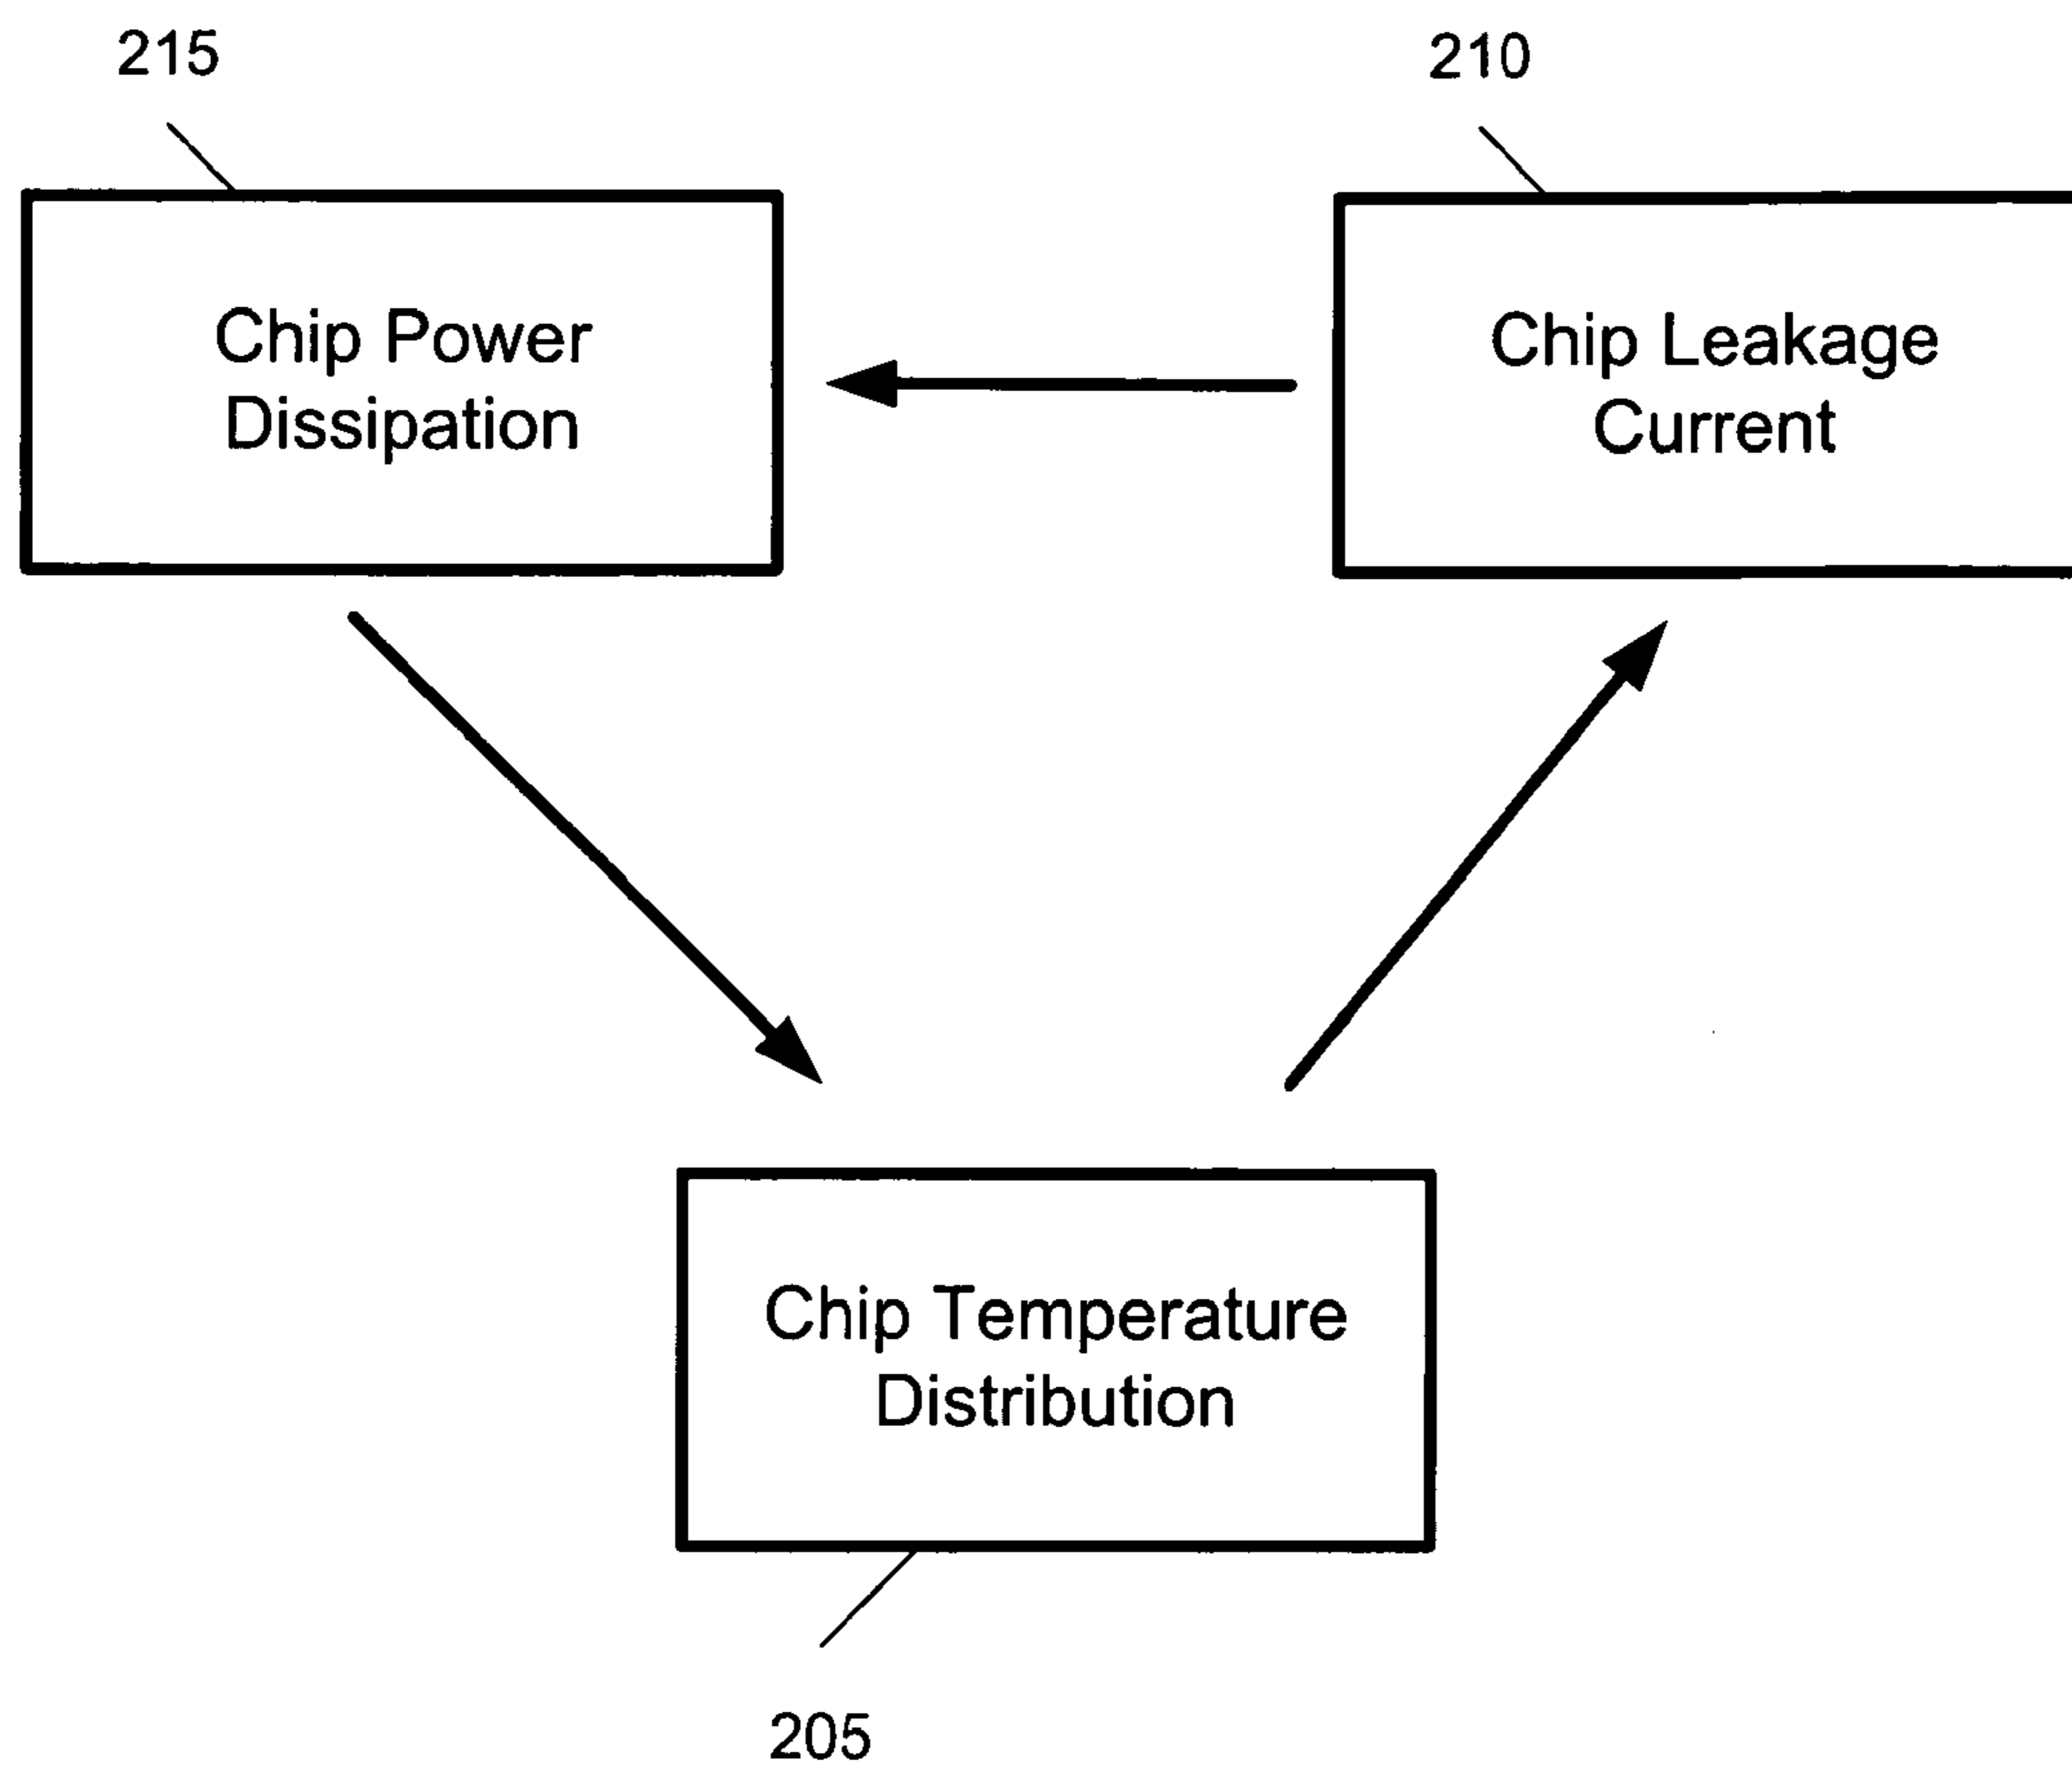 215
210
Chip Power
Dissipation
Chip Leakage
Current
Chip Temperature
Distribution
205